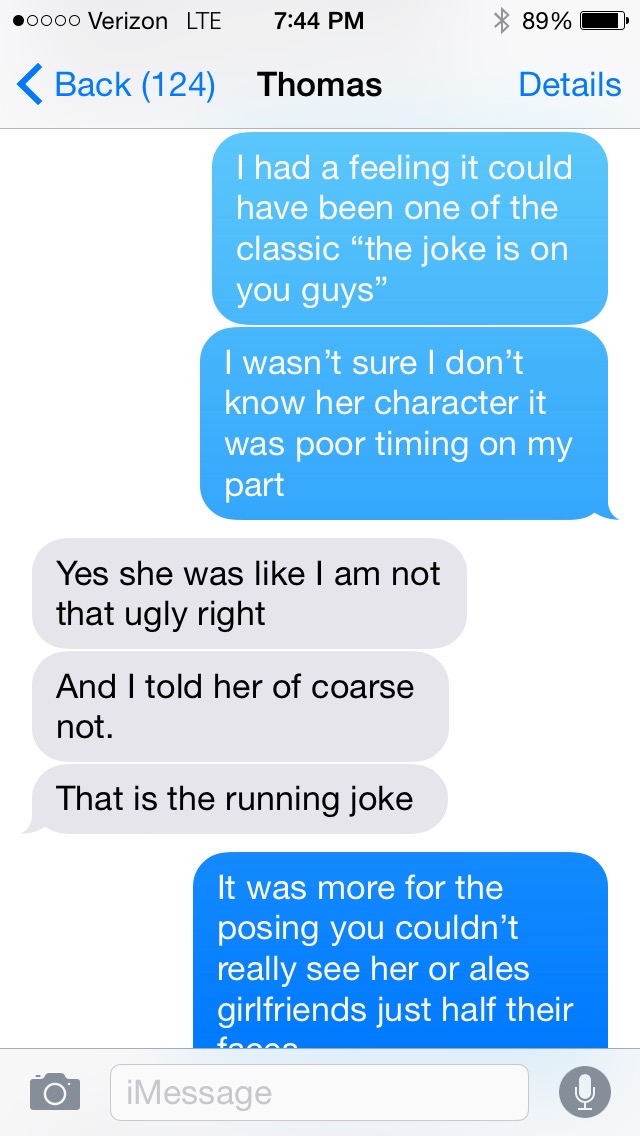 Verizon LTE 7:44 PM 89%
Back (124) Thomas Details
I had a feeling it could
have been one of the
classic “the joke is on
you guys”
I wasn’t sure I don’t
know her character it
was poor timing on my
part
Yes she was like I am not
that ugly right
And I told her of coarse
not.
That is the running joke
It was more for the
posing you couldn’t
really see her or ales
girlfriends just half their
faces
iMessage